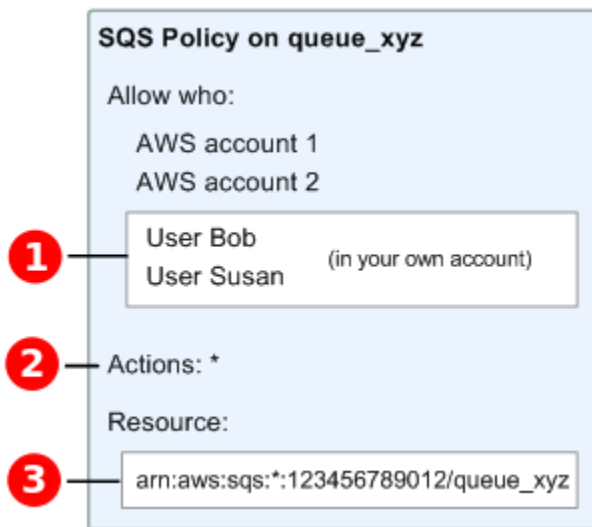 SQS Policy on queue_xyz
Allow who:
AWS account 1
AWS account 2
1
User Bob
User Susan
(in your own account)
2
Actions: *
Resource:
3
arn:aws:sqs:*:123456789012/queue_xyz